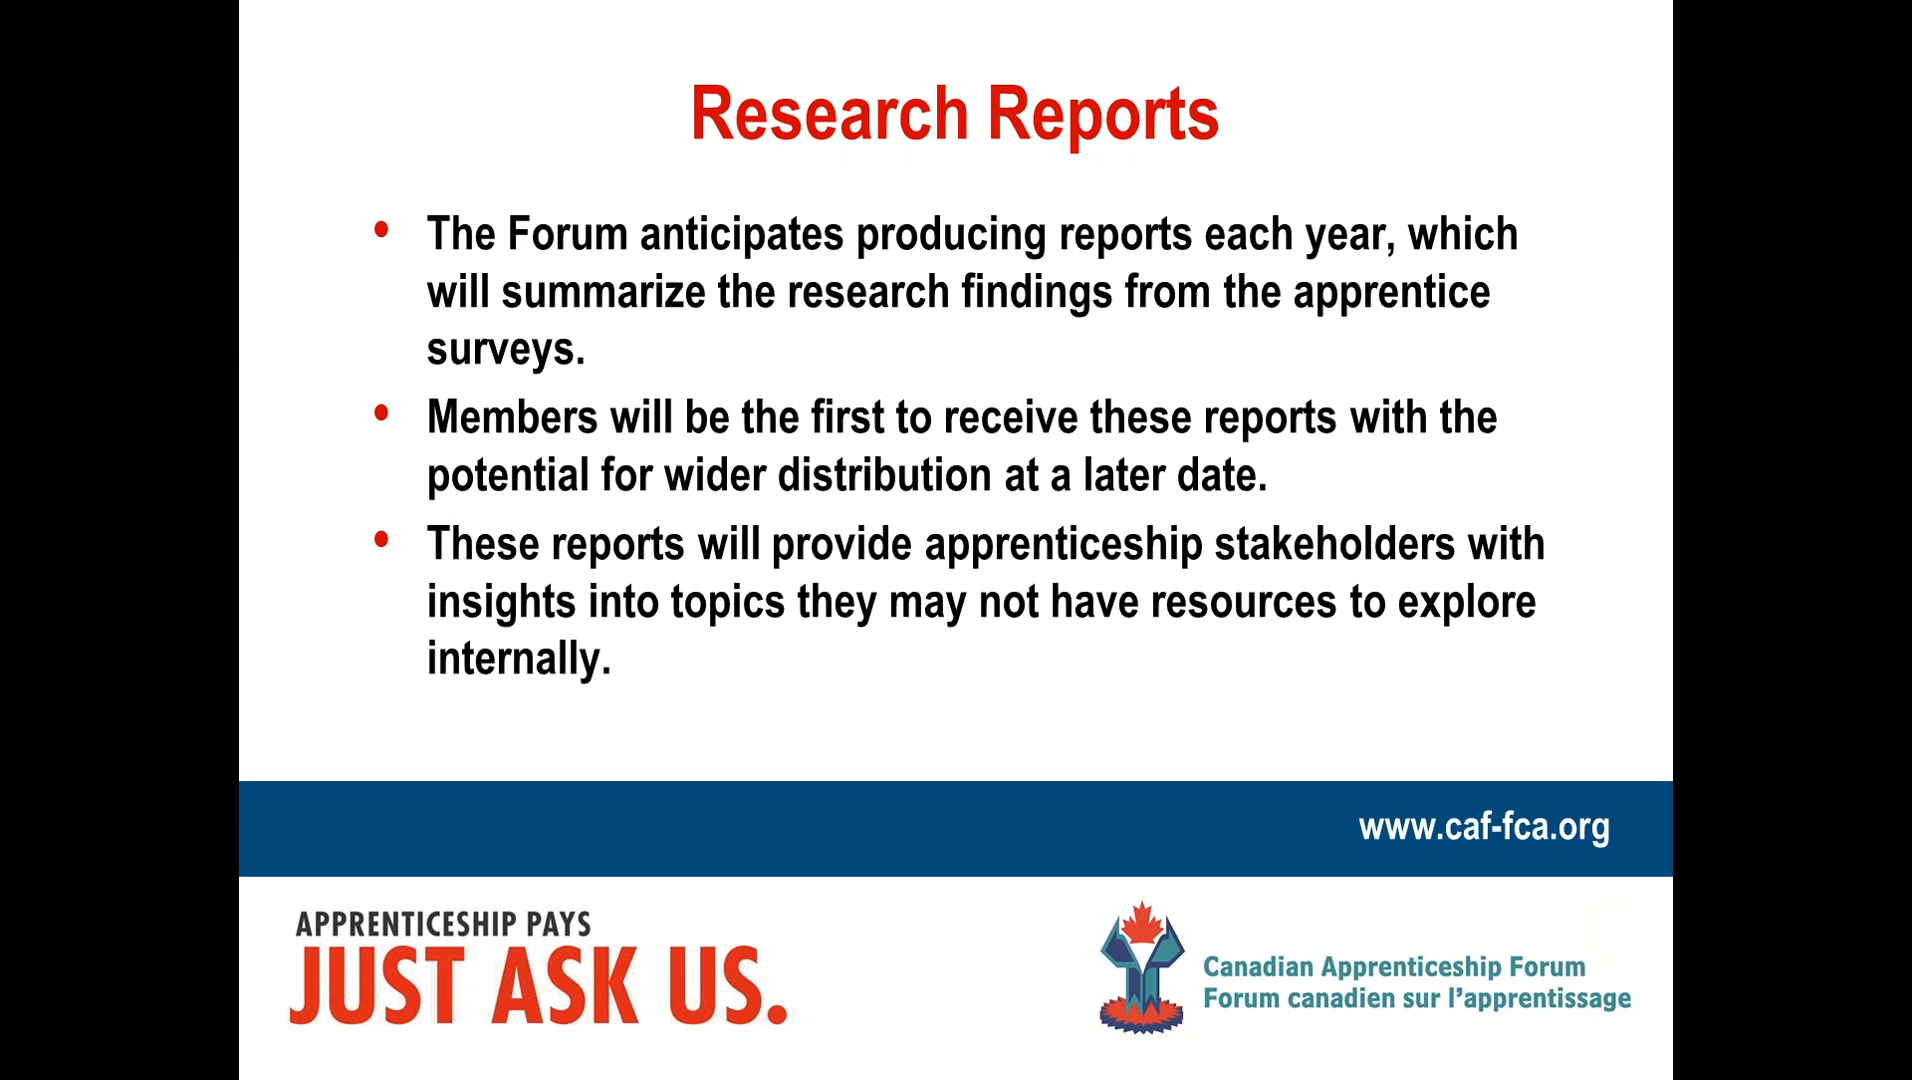 Research Reports
• The Forum anticipates producing reports each year, which
will summarize the research findings from the apprentice
surveys.
• Members will be the first to receive these reports with the
potential for wider distribution at a later date.
• These reports will provide apprenticeship stakeholders with
insights into topics they may not have resources to explore
internally.
www.caf-fca.org
APPRENTICESHIP PAYS
JUST ASK US.
Canadian Apprenticeship Forum
Forum canadien sur l'apprentissage